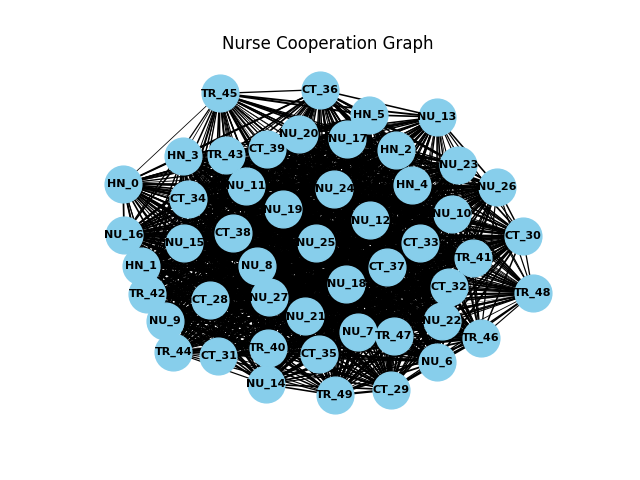 Nurse Cooperation Graph
TR_45
CT_36
HN_5
NU_13
NU_20
NU_17
CT_39
HN_2
HN_3
TR_43
NU_23
HN_0
NU_11
NU_24
HN_4
NU_26
CT_34
NU_19
NU_10
NU_12
NU_16
CT_38
CT_30
NU_15
NU_25
CT_33
HN_1
NU_8
CT_37
TR_41
TR_42
NU_18
CT_32
TR_48
CT_28
NU_27
NU_9
NU_21
NU_22
NU_7
TR_47
TR_46
TR_44
CT_31
TR_40
CT_35
NU_6
NU_14
TR_49
CT_29